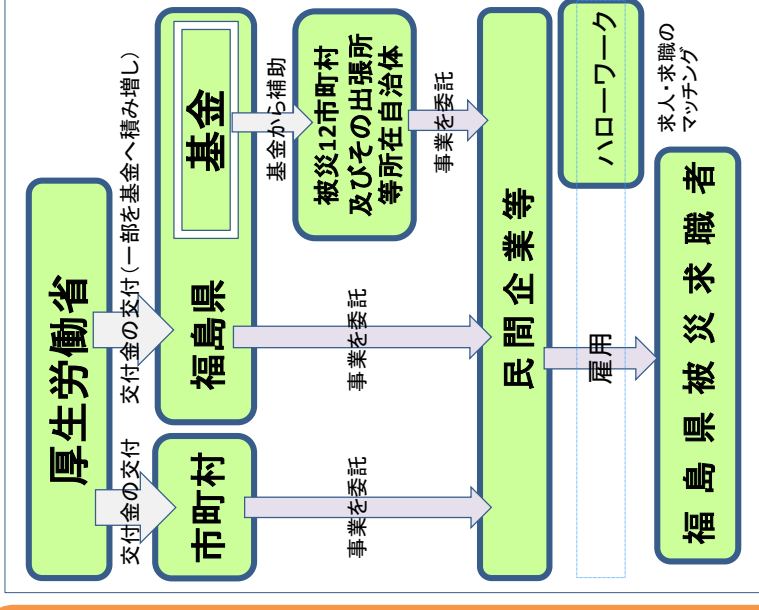 厚生労働省
交付金の交付
交付金の交付(一部を基金へ積み増し)
市町村
福島県
基金
基金から補助
被災12市町村
及びその出張所
等所在自治体
事業を委託
事業を委託
事業を委託
民間企業等
雇用
ハローワーク
求人・求職の
マッチング
福島県被災求職者